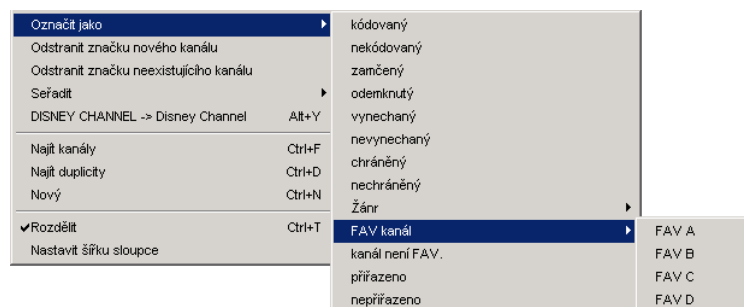 Označit jako
Odstranit značku nového kanálu
Odstranit značku neexistujícího kanálu
Seřadit
DISNEY CHANNEL -> Disney Channel Alt+Y
Najít kanály Ctrl+F
Najít duplicity Ctrl+D
Nový Ctrl+N
Rozdělit Ctrl+T
Nastavit šířku sloupce
kódovaný
nekódovaný
zamčený
odemknutý
vynechaný
nevynechaný
chráněný
nechráněný
Žánr
FAV kanál
kanál není FAV.
přiřazeno
nepřiřazeno
FAV A
FAV B
FAV C
FAV D